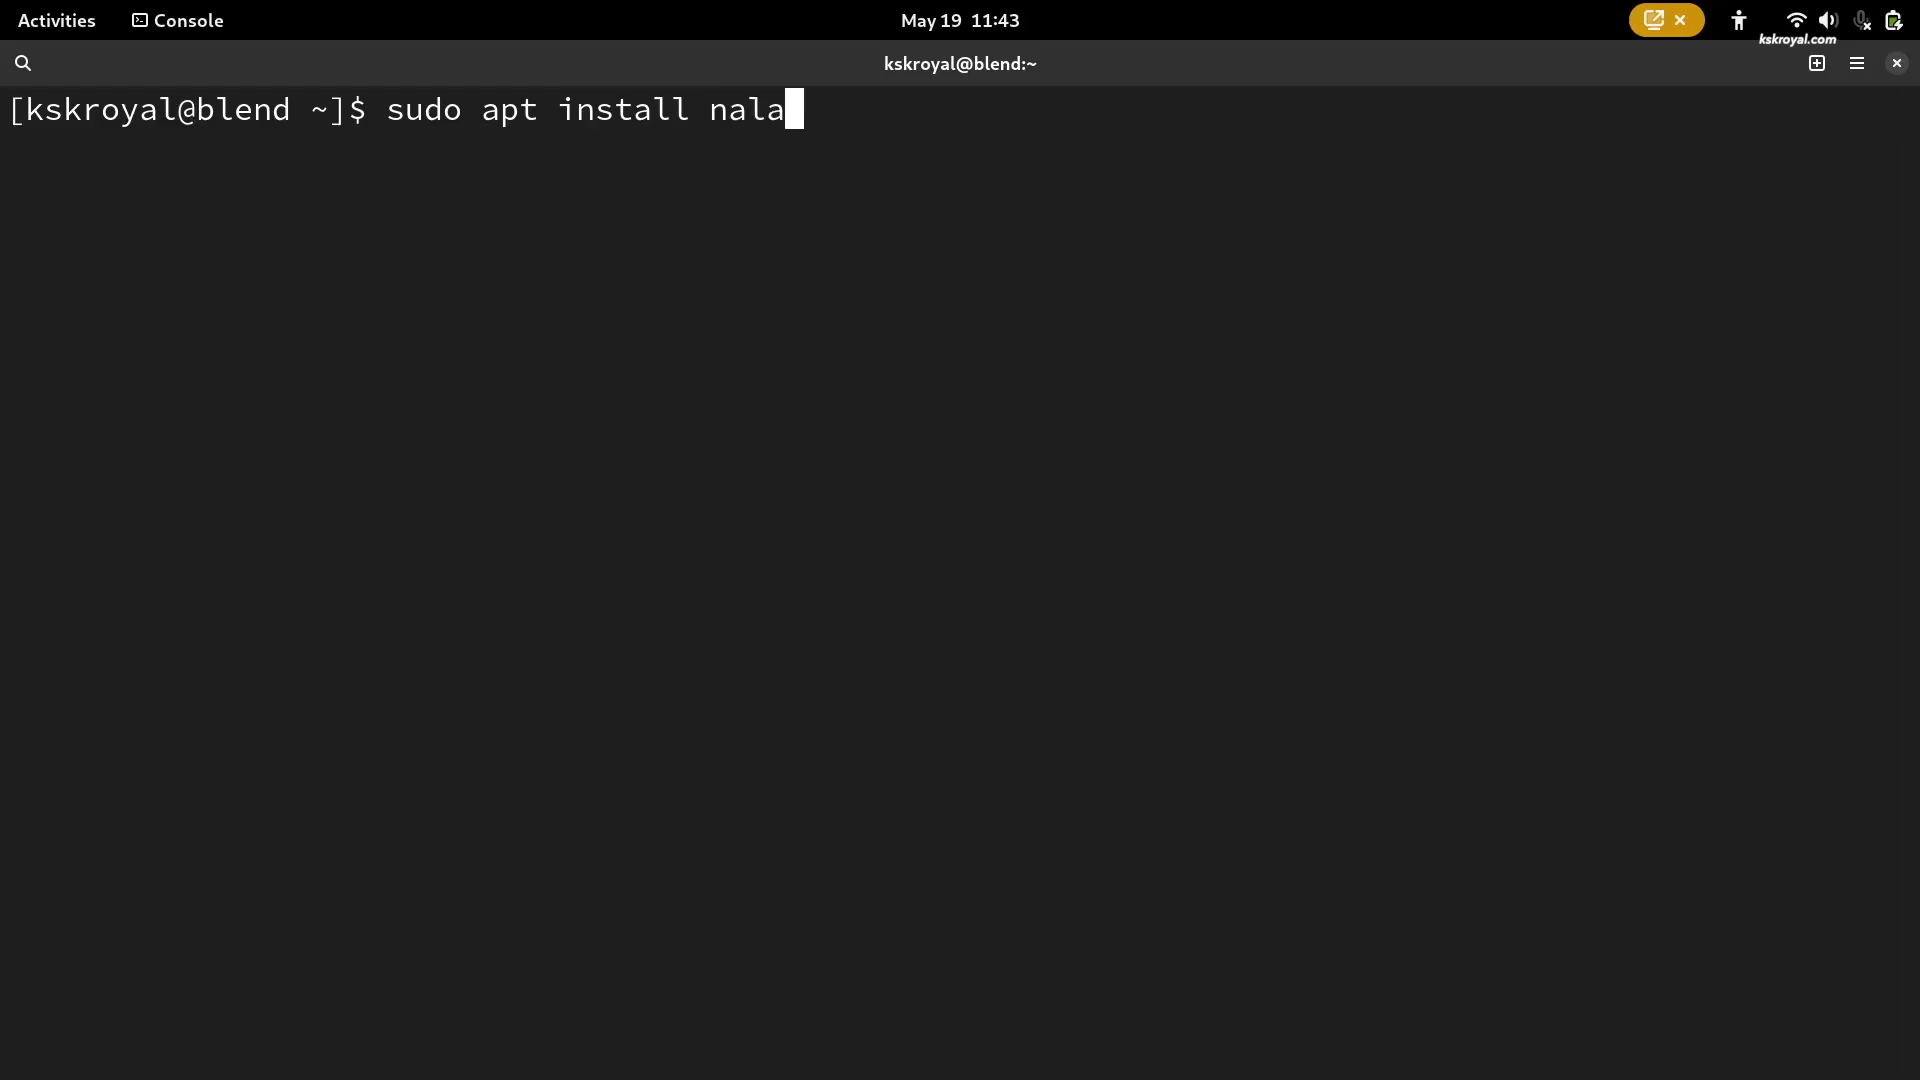 Activities Console May 19 11:43
kskroyal.com
kskroyal@blend:~
[kskroyal@blend ~]$ sudo apt install nala